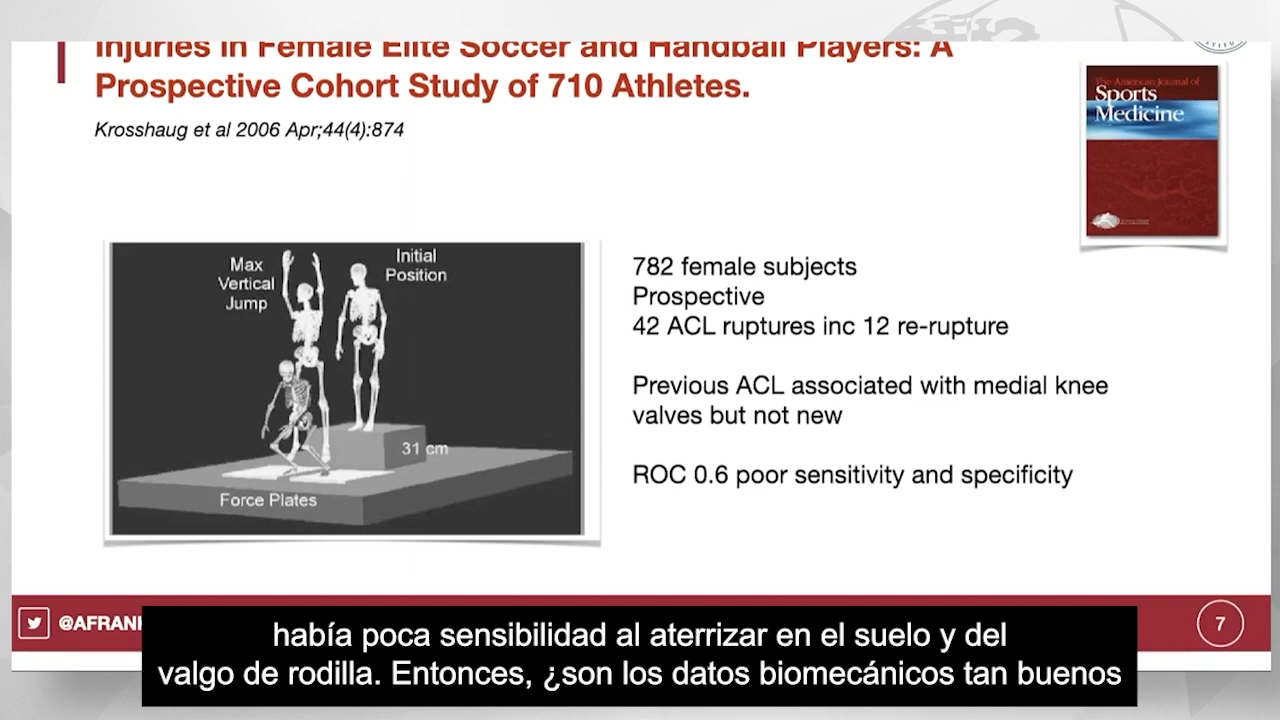 Injuries in Female Elite Soccer and Handball Players: A
Prospective Cohort Study of 710 Athletes.
Krosshaug et al 2006 Apr;44(4):874
The American Journal of
Sports
Medicine
Max
Vertical
Jump
Initial
Position
31 cm
Force Plates
782 female subjects
Prospective
42 ACL ruptures inc 12 re-rupture
Previous ACL associated with medial knee
valves but not new
ROC 0.6 poor sensitivity and specificity
@AFRANK
7
había poca sensibilidad al aterrizar en el suelo y del
valgo de rodilla. Entonces, ¿son los datos biomecánicos tan buenos